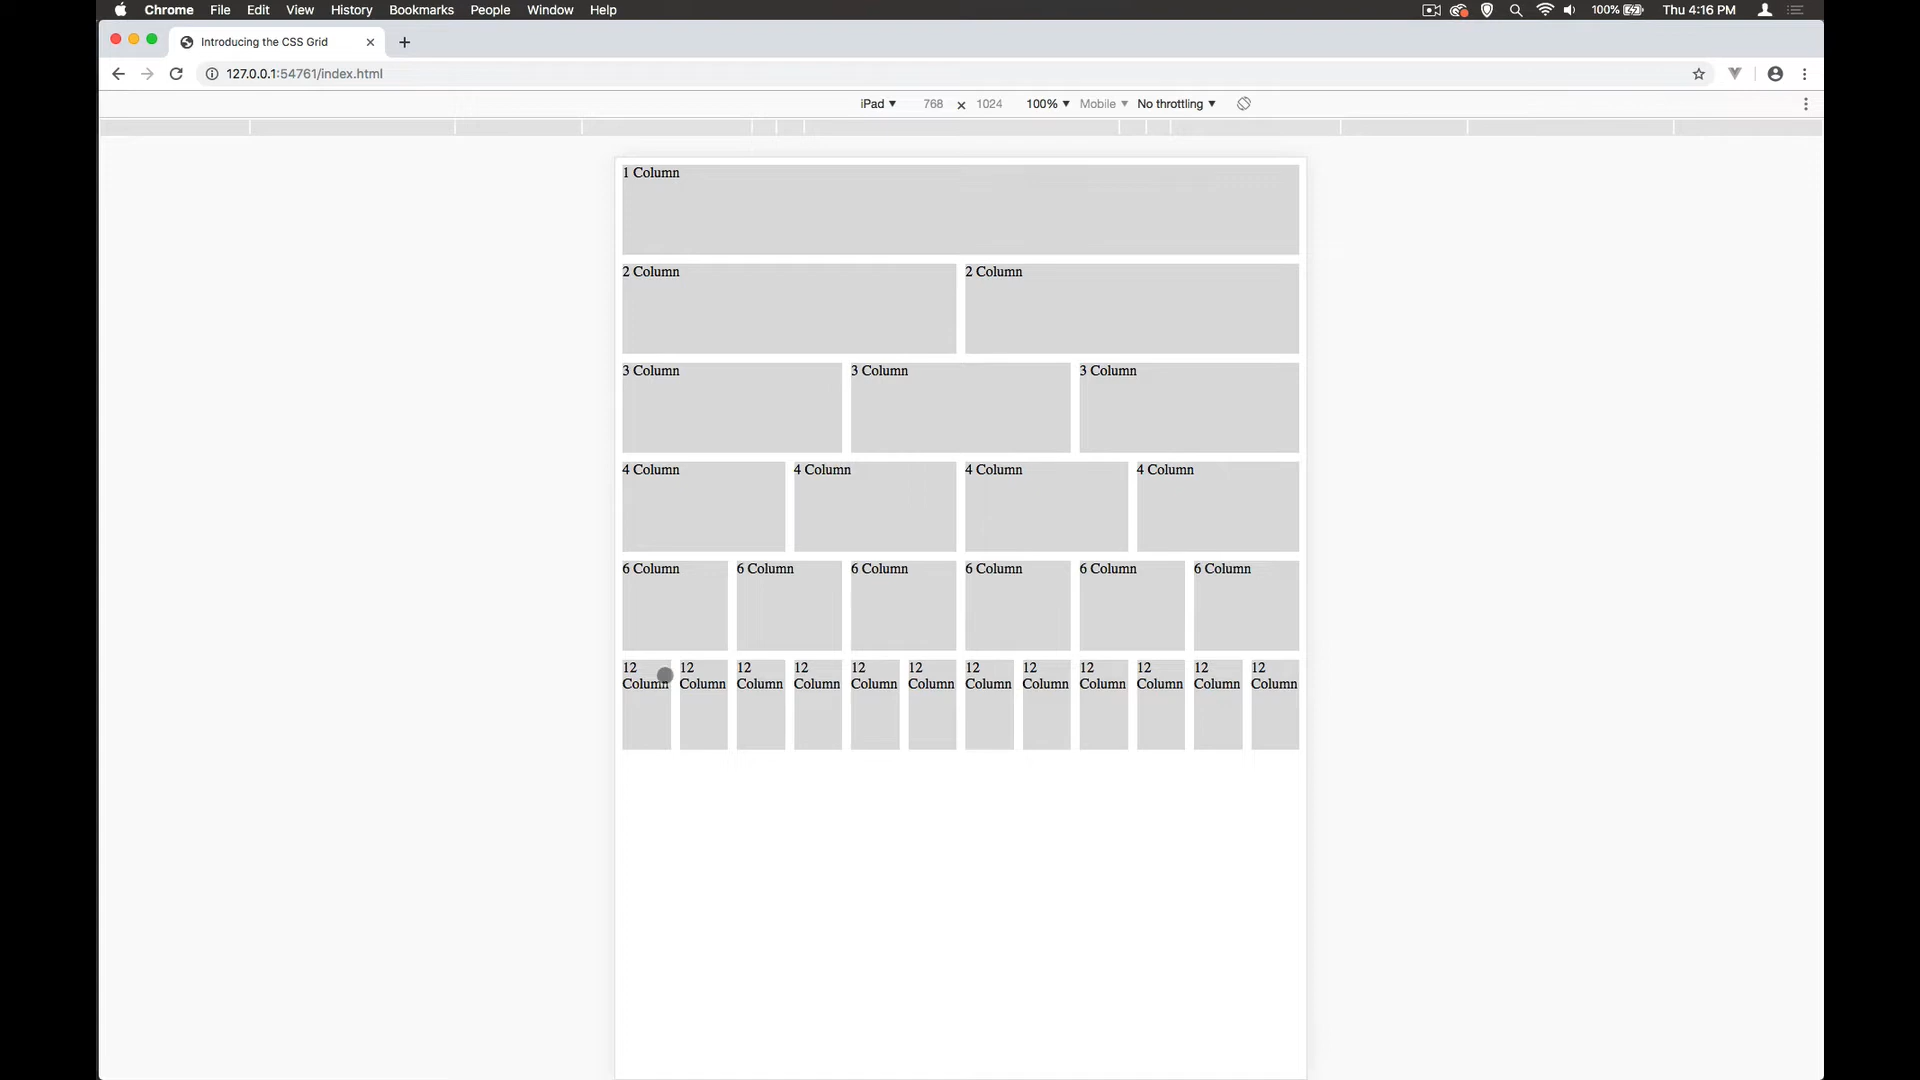 Chrome File Edit View History Bookmarks People Window Help 100% Thu 4:16 PM
Introducing the CSS Grid
127.0.0.1:54761/index.html
iPad 768 × 1024 100% Mobile No throttling
1 Column
2 Column 2 Column
3 Column 3 Column 3 Column
4 Column 4 Column 4 Column 4 Column
6 Column 6 Column 6 Column 6 Column 6 Column 6 Column
12 12 12 12 12 12 12 12 12 12 12 12
Column Column Column Column Column Column Column Column Column Column Column Column